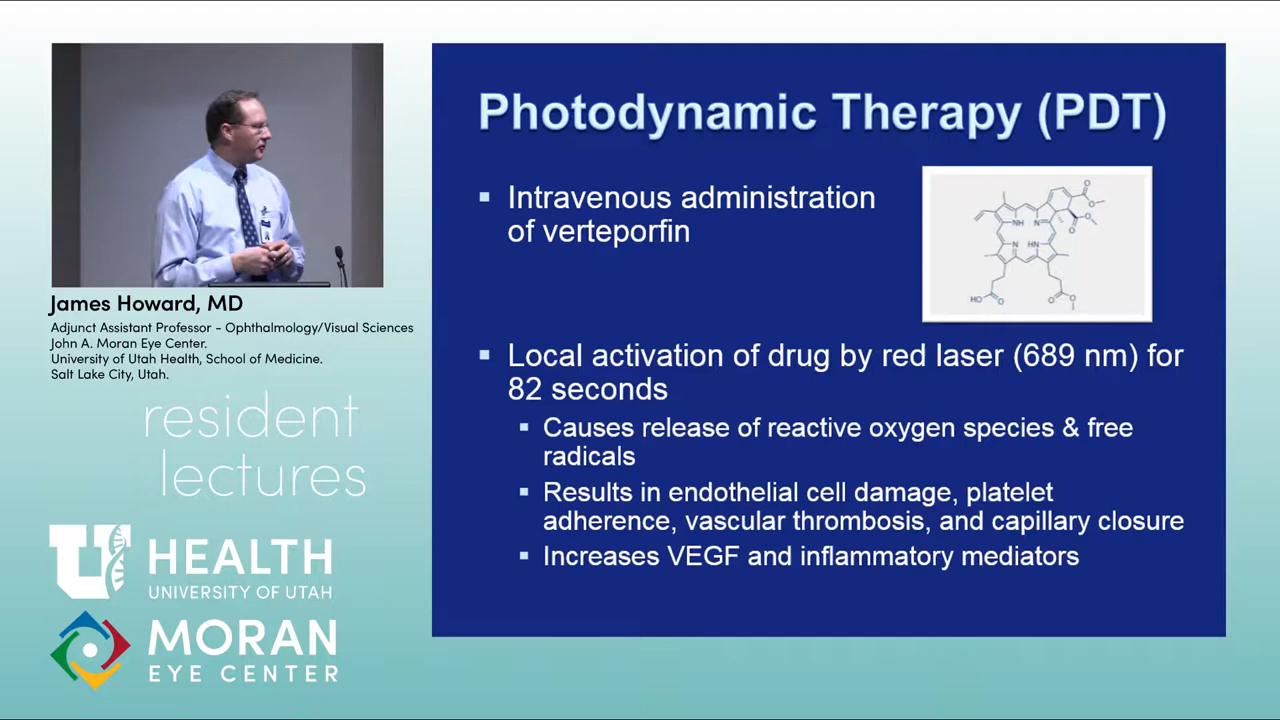 James Howard, MD
Adjunct Assistant Professor - Ophthalmology/Visual Sciences
John A. Moran Eye Center.
University of Utah Health, School of Medicine.
Salt Lake City, Utah.
resident
lectures
U HEALTH
UNIVERSITY OF UTAH
MORAN
EYE CENTER
Photodynamic Therapy (PDT)
Intravenous administration
of verteporfin
NH N
N HN
O
O
O
O
HO O
O O
Local activation of drug by red laser (689 nm) for
82 seconds
Causes release of reactive oxygen species & free
radicals
Results in endothelial cell damage, platelet
adherence, vascular thrombosis, and capillary closure
Increases VEGF and inflammatory mediators